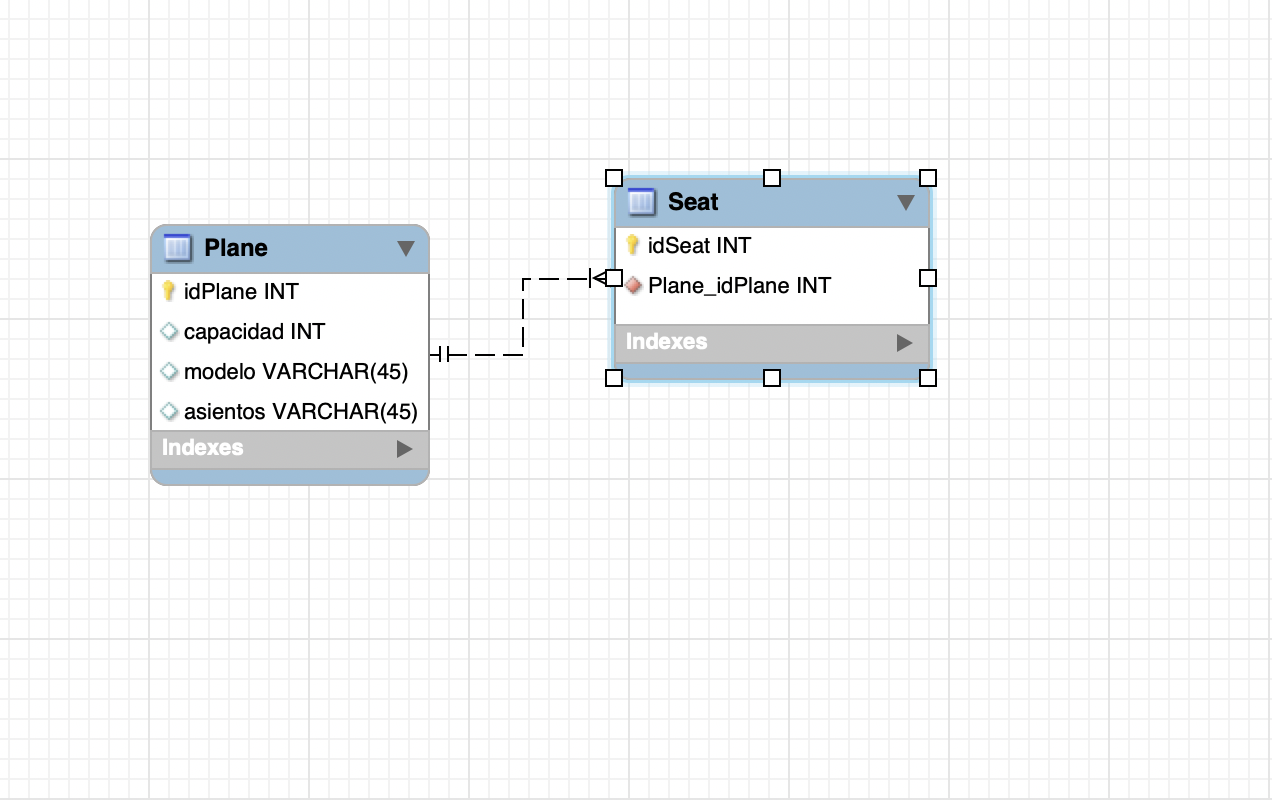 Plane
idPlane INT
capacidad INT
modelo VARCHAR(45)
asientos VARCHAR(45)
Indexes
Seat
idSeat INT
Plane_idPlane INT
Indexes